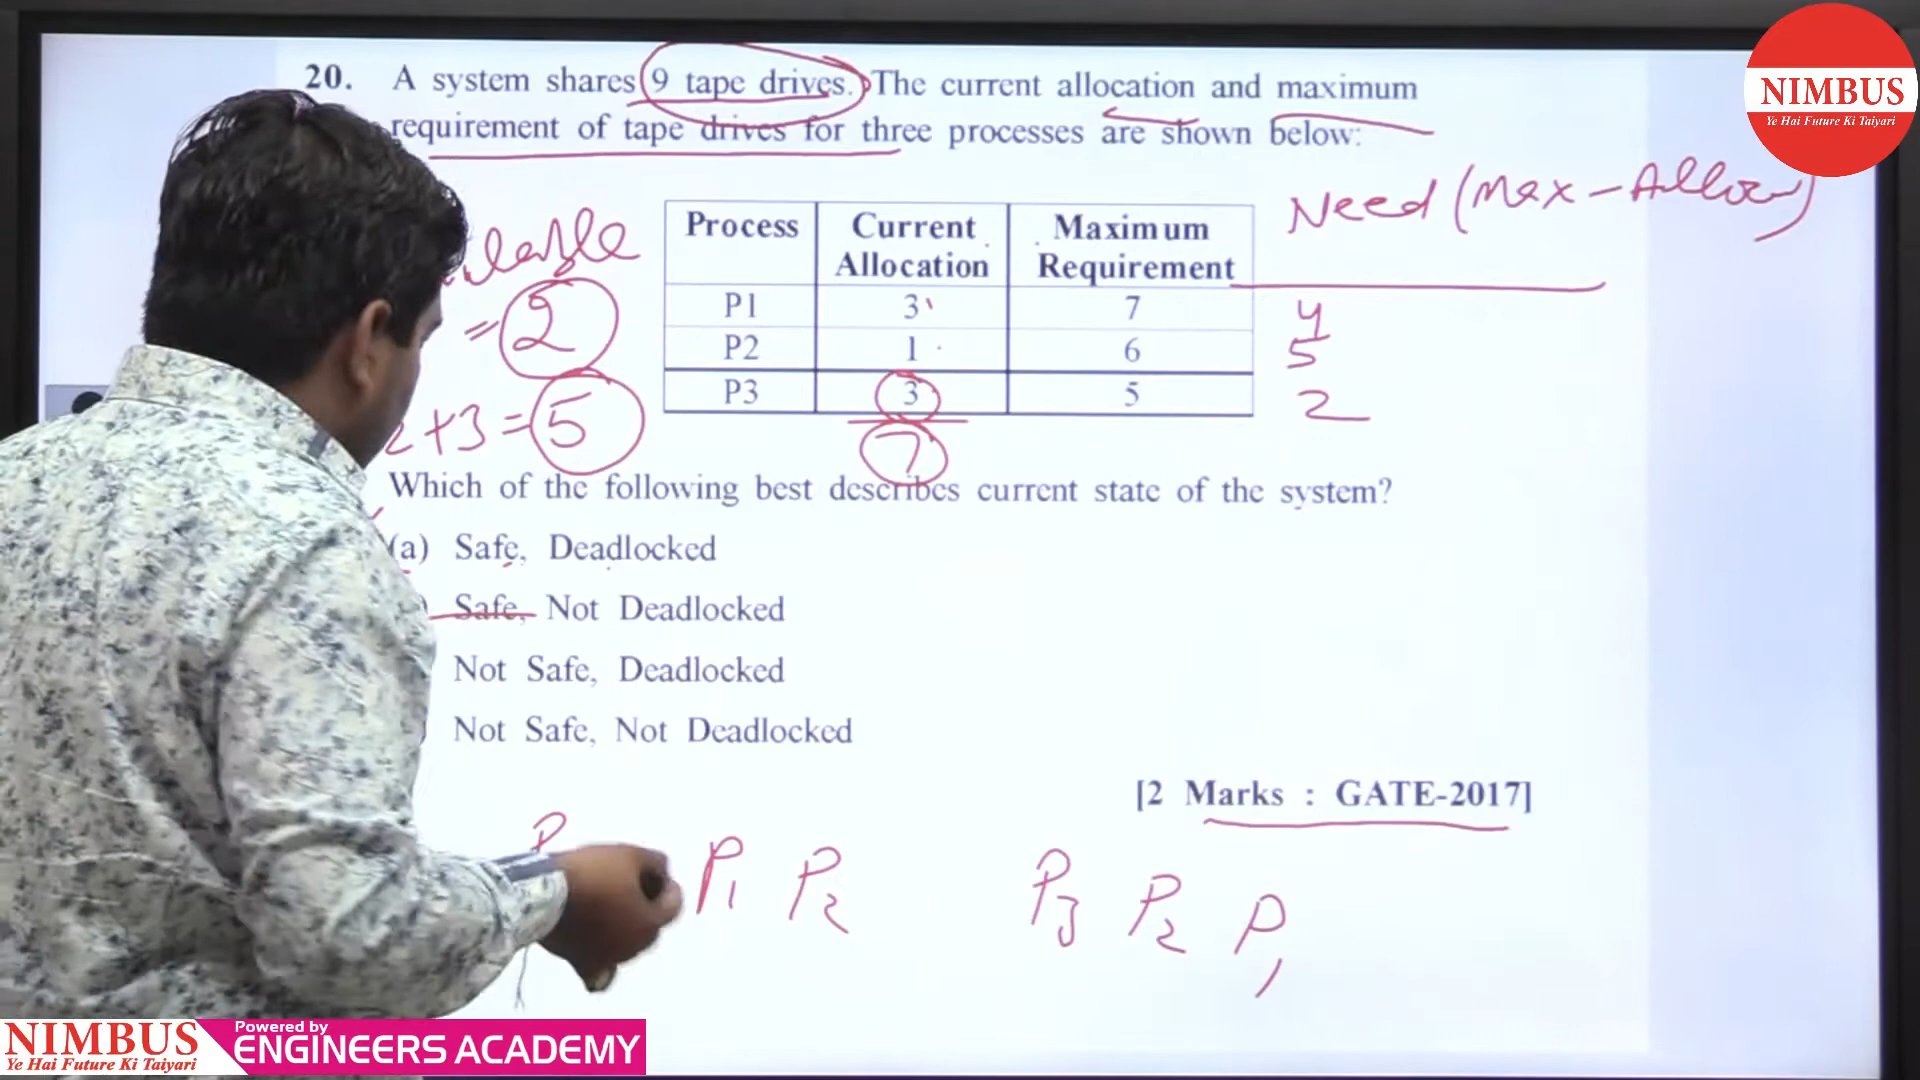 20. A system shares 9 tape drives. The current allocation and maximum
requirement of tape drives for three processes are shown below:
NIMBUS
Ye Hai Future Ki Taiyari
Need (Max - Alloc)
Process Current Allocation Maximum Requirement
P1 3 7 4
P2 1 6 5
P3 3 5 2
7
= 2
2+3 = 5
Which of the following best describes current state of the system?
(a) Safe, Deadlocked
Safe, Not Deadlocked
Not Safe, Deadlocked
Not Safe, Not Deadlocked
[2 Marks : GATE-2017]
P P1 P2 P3 P2 P1
NIMBUS
Ye Hai Future Ki Taiyari
Powered by
ENGINEERS ACADEMY